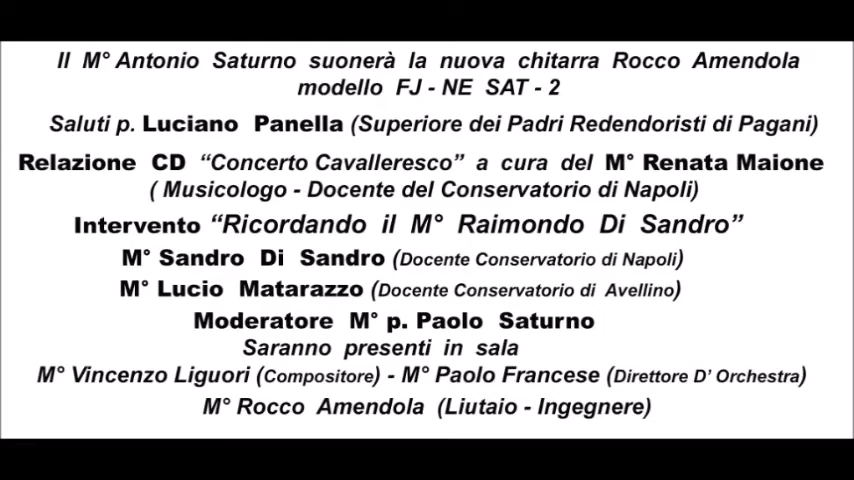 Il M° Antonio Saturno suonerà la nuova chitarra Rocco Amendola
modello FJ - NE SAT - 2
Saluti p. Luciano Panella (Superiore dei Padri Redendoristi di Pagani)
Relazione CD “Concerto Cavalleresco” a cura del M° Renata Maione
( Musicologo - Docente del Conservatorio di Napoli)
Intervento “Ricordando il M° Raimondo Di Sandro”
M° Sandro Di Sandro (Docente Conservatorio di Napoli)
M° Lucio Matarazzo (Docente Conservatorio di Avellino)
Moderatore M° p. Paolo Saturno
Saranno presenti in sala
M° Vincenzo Liguori (Compositore) - M° Paolo Francese (Direttore D’ Orchestra)
M° Rocco Amendola (Liutaio - Ingegnere)